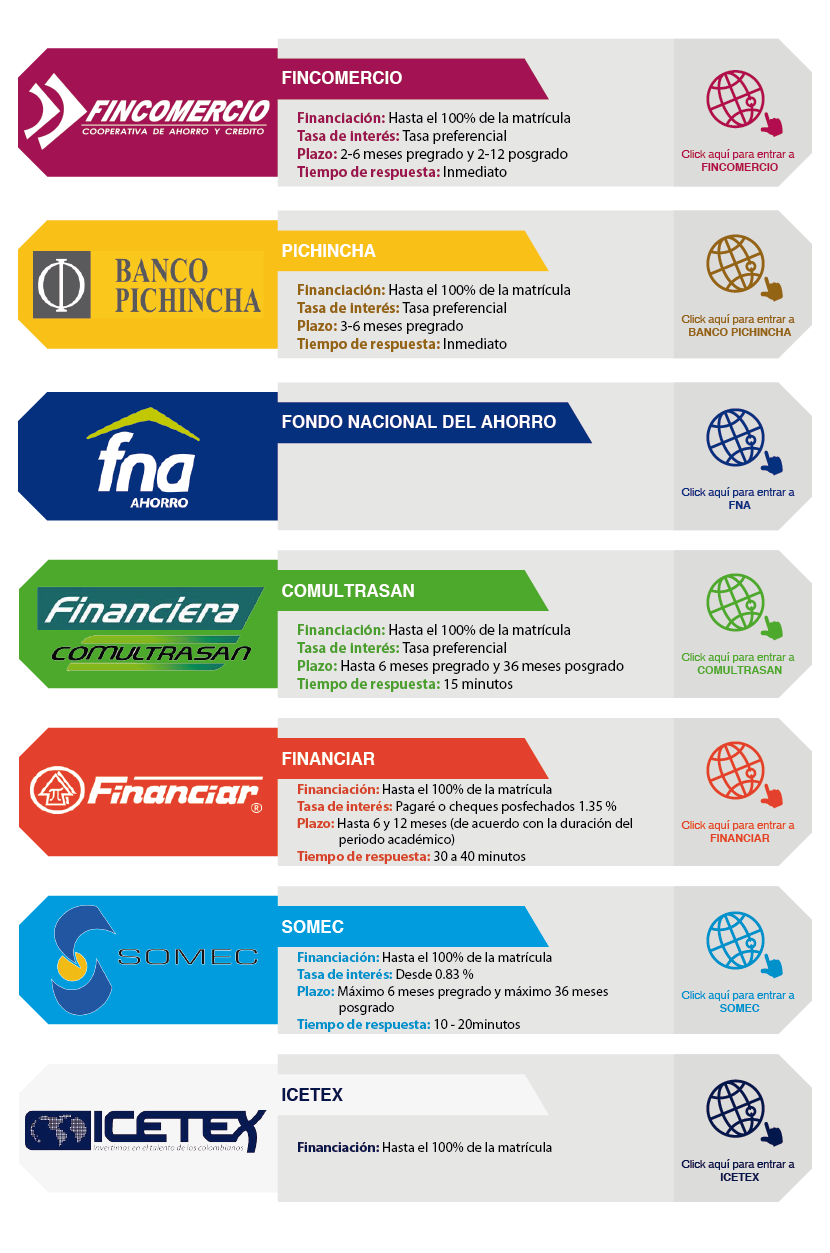 FINCOMERCIO
COOPERATIVA DE AHORRO Y CREDITO
FINCOMERCIO
Financiación: Hasta el 100% de la matrícula
Tasa de interés: Tasa preferencial
Plazo: 2-6 meses pregrado y 2-12 posgrado
Tiempo de respuesta: Inmediato
Click aquí para entrar a
FINCOMERCIO
BANCO
PICHINCHA
PICHINCHA
Financiación: Hasta el 100% de la matrícula
Tasa de interés: Tasa preferencial
Plazo: 3-6 meses pregrado
Tiempo de respuesta: Inmediato
Click aquí para entrar a
BANCO PICHINCHA
fna
AHORRO
FONDO NACIONAL DEL AHORRO
Click aquí para entrar a
FNA
Financiera
COMULTRASAN
COMULTRASAN
Financiación: Hasta el 100% de la matrícula
Tasa de interés: Tasa preferencial
Plazo: Hasta 6 meses pregrado y 36 meses posgrado
Tiempo de respuesta: 15 minutos
Click aquí para entrar a
COMULTRASAN
Financiar®
FINANCIAR
Financiación: Hasta el 100% de la matrícula
Tasa de interés: Pagaré o cheques posfechados 1.35 %
Plazo: Hasta 6 y 12 meses (de acuerdo con la duración del
periodo académico)
Tiempo de respuesta: 30 a 40 minutos
Click aquí para entrar a
FINANCIAR
SOMEC
SOMEC
Financiación: Hasta el 100% de la matrícula
Tasa de interés: Desde 0.83 %
Plazo: Máximo 6 meses pregrado y máximo 36 meses
posgrado
Tiempo de respuesta: 10 - 20minutos
Click aquí para entrar a
SOMEC
ICETEX
Invertimos en el talento de los colombianos
ICETEX
Financiación: Hasta el 100% de la matrícula
Click aquí para entrar a
ICETEX